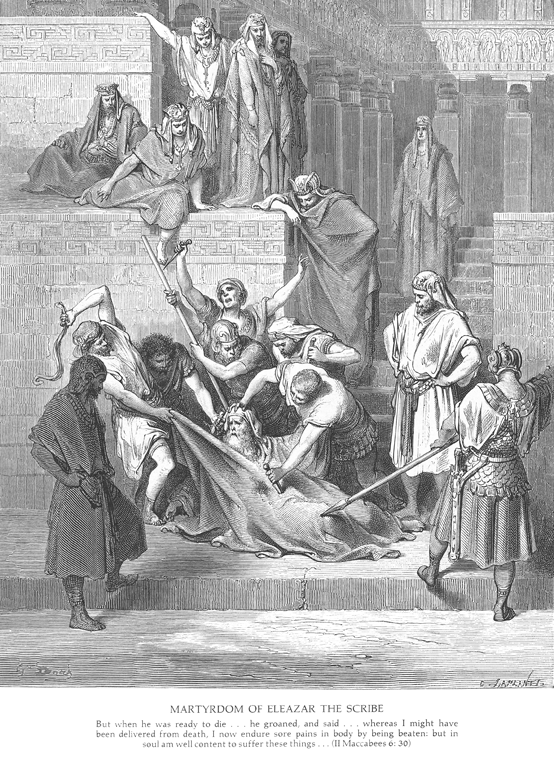 G Doré
MARTYRDOM OF ELEAZAR THE SCRIBE
But when he was ready to die . . . he groaned, and said . . . whereas I might have
been delivered from death, I now endure sore pains in body by being beaten: but in
soul am well content to suffer these things . . . (II Maccabees 6: 30)